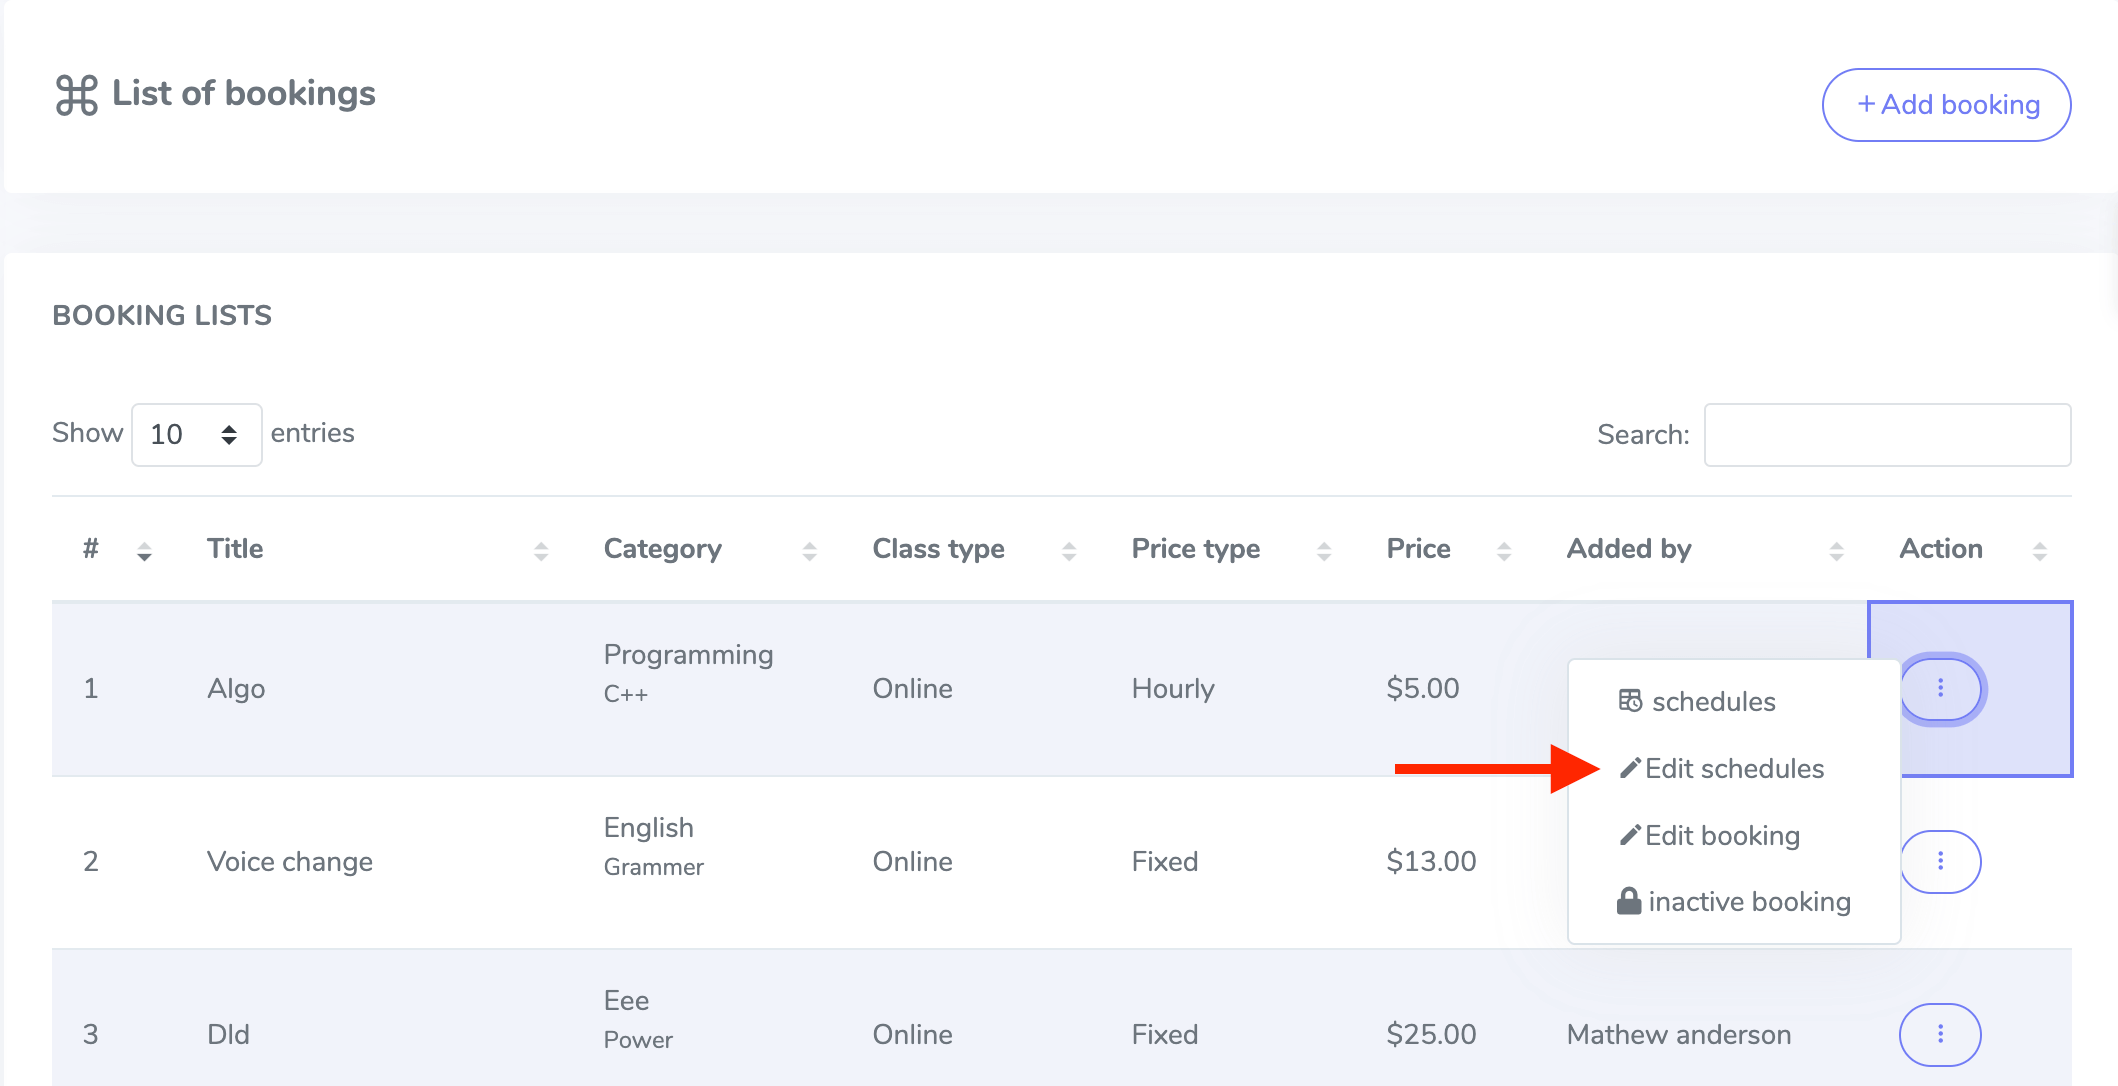 List of bookings
+ Add booking
BOOKING LISTS
Show 10 entries
Search:
# Title Category Class type Price type Price Added by Action
1 Algo Programming C++ Online Hourly $5.00
schedules
Edit schedules
Edit booking
inactive booking
2 Voice change English Grammer Online Fixed $13.00
3 Dld Eee Power Online Fixed $25.00 Mathew anderson